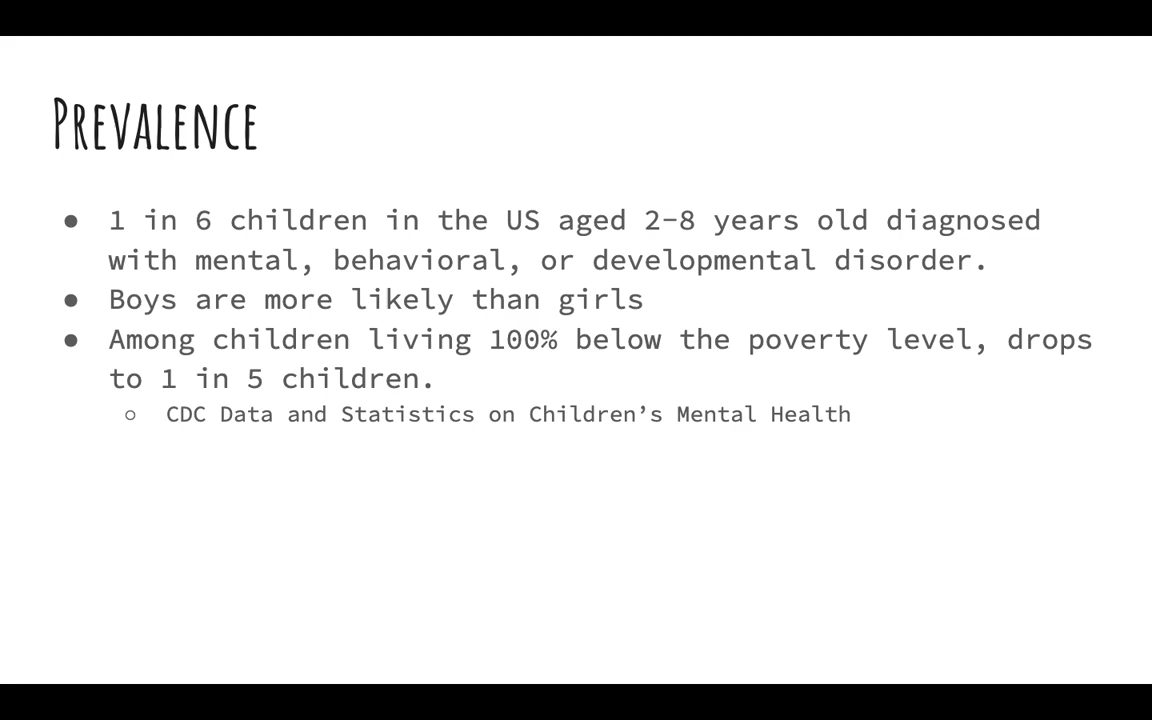 PREVALENCE
● 1 in 6 children in the US aged 2-8 years old diagnosed
with mental, behavioral, or developmental disorder.
● Boys are more likely than girls
● Among children living 100% below the poverty level, drops
to 1 in 5 children.
○ CDC Data and Statistics on Children’s Mental Health